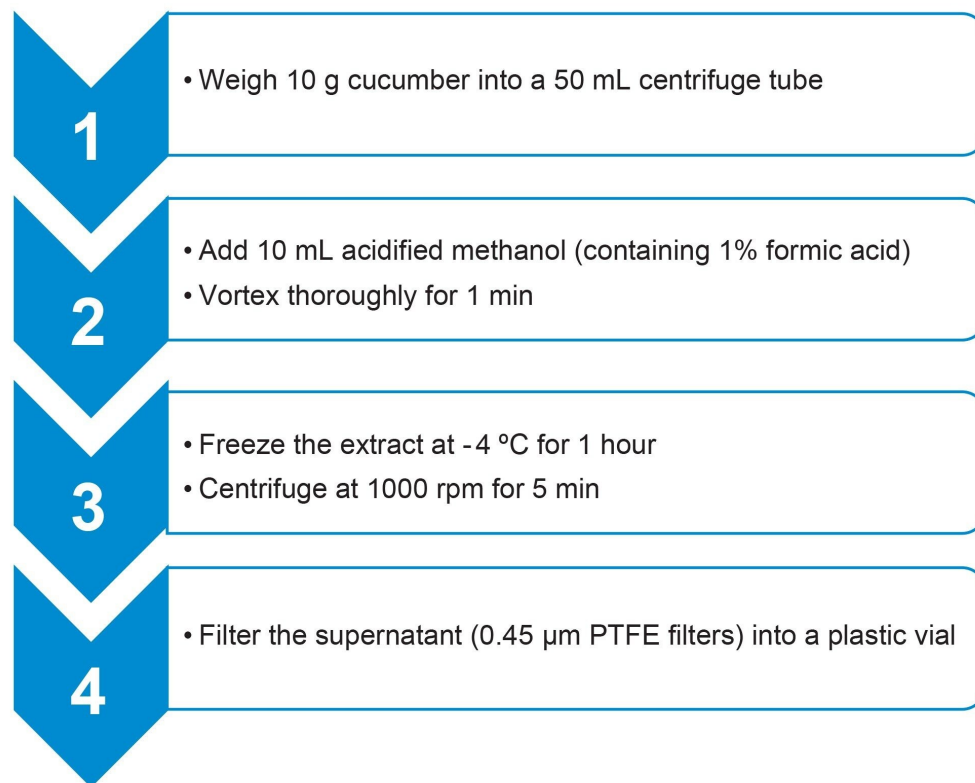 1
• Weigh 10 g cucumber into a 50 mL centrifuge tube
2
• Add 10 mL acidified methanol (containing 1% formic acid)
• Vortex thoroughly for 1 min
3
• Freeze the extract at -4 ºC for 1 hour
• Centrifuge at 1000 rpm for 5 min
4
• Filter the supernatant (0.45 µm PTFE filters) into a plastic vial